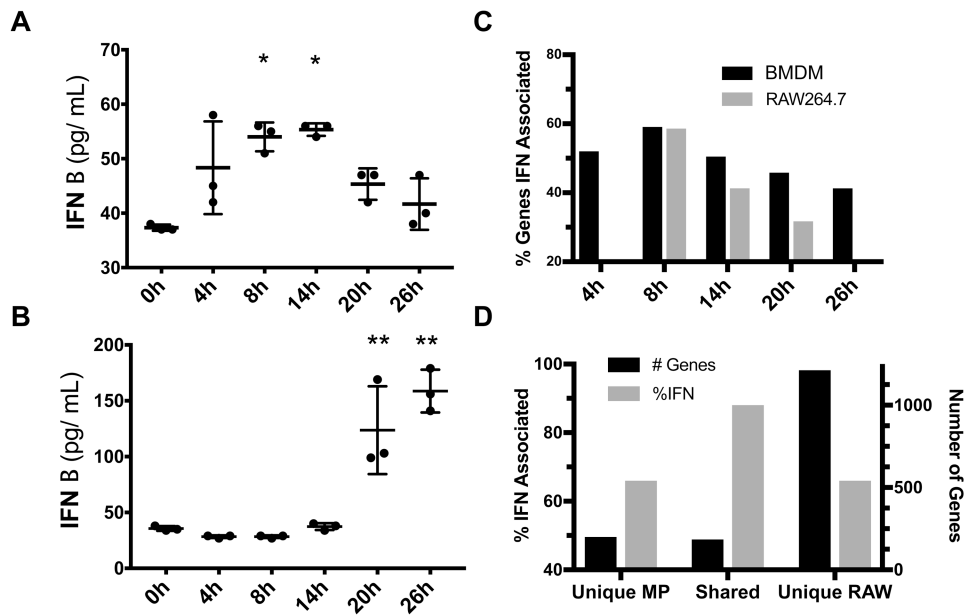 A
IFN B (pg/ mL)
70
60
50
40
30
* *
0h 4h 8h 14h 20h 26h
B
IFN B (pg/ mL)
200
150
100
50
0
** **
0h 4h 8h 14h 20h 26h
C
% Genes IFN Associated
80
60
40
20
BMDM
RAW264.7
4h 8h 14h 20h 26h
D
% IFN Associated
100
80
60
40
# Genes
%IFN
1000
500
0
Number of Genes
Unique MP Shared Unique RAW